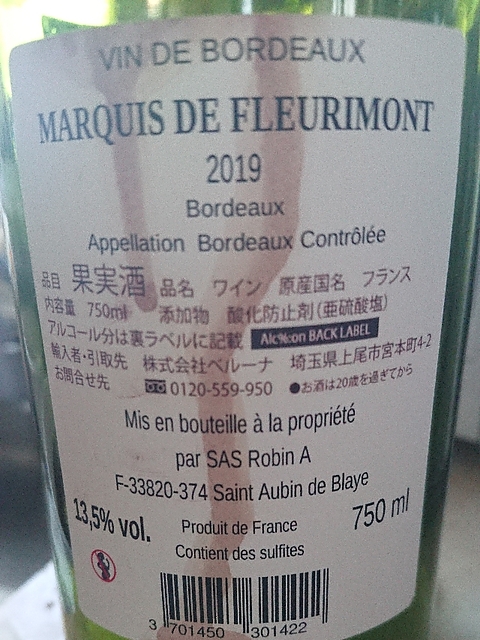 VIN DE BORDEAUX
MARQUIS DE FLEURIMONT
2019
Bordeaux
Appellation Bordeaux Contrôlée
品目 果実酒 品名 ワイン 原産国名 フランス
内容量 750ml 添加物 酸化防止剤(亜硫酸塩)
アルコール分は裏ラベルに記載 Alc%:on BACK LABEL
輸入者・引取先 株式会社ベルーナ 埼玉県上尾市宮本町4-2
お問合せ先 0120-559-950 ●お酒は20歳を過ぎてから
Mis en bouteille à la propriété
par SAS Robin A
F-33820-374 Saint Aubin de Blaye
13,5% vol. Produit de France 750 ml
Contient des sulfites
3 701450 301422